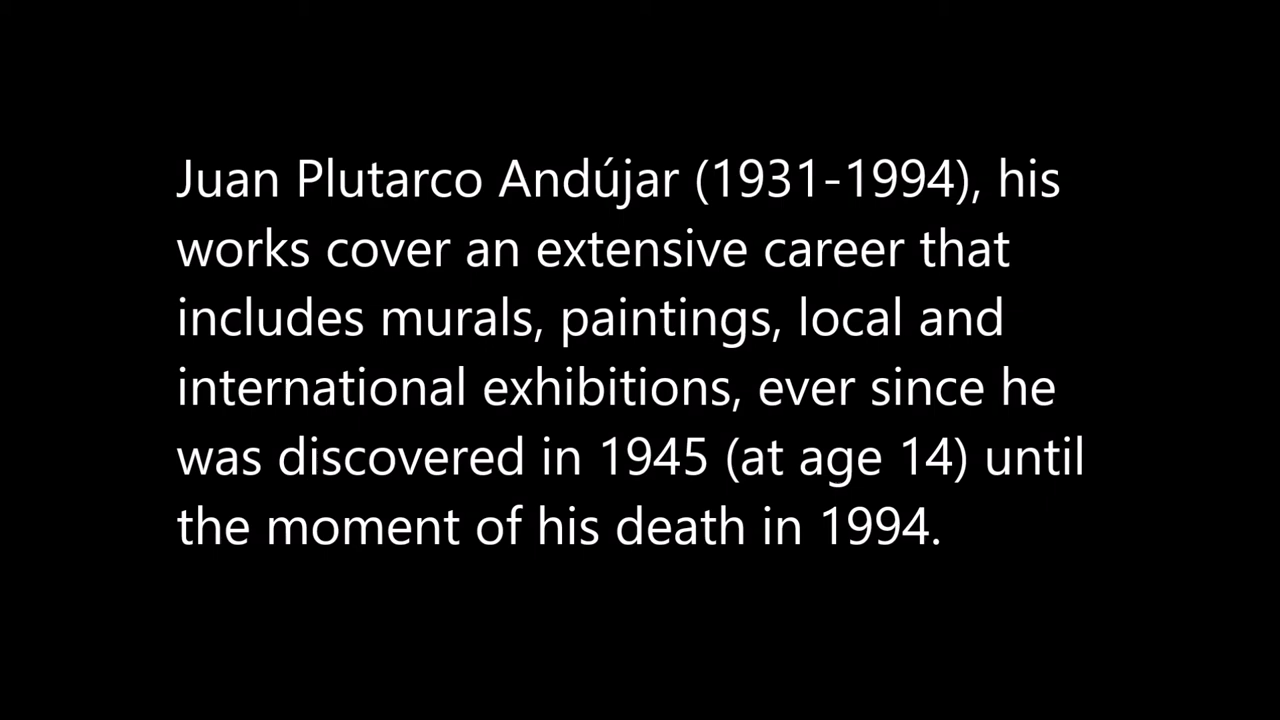 Juan Plutarco Andújar (1931-1994), his
works cover an extensive career that
includes murals, paintings, local and
international exhibitions, ever since he
was discovered in 1945 (at age 14) until
the moment of his death in 1994.